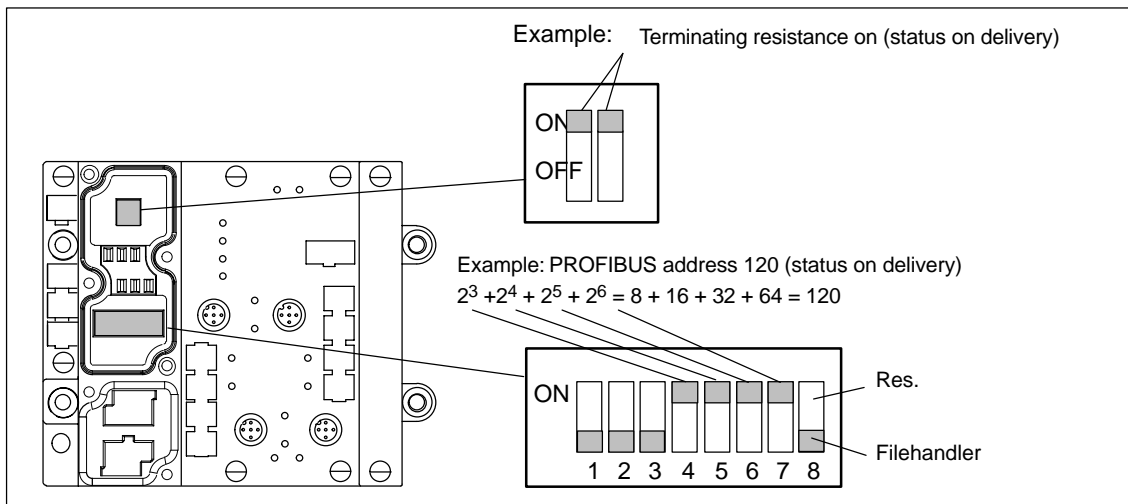 Example: Terminating resistance on (status on delivery)
ON
OFF
Example: PROFIBUS address 120 (status on delivery)
2³ +2⁴ + 2⁵ + 2⁶ = 8 + 16 + 32 + 64 = 120
ON
Res.
Filehandler
1 2 3 4 5 6 7 8